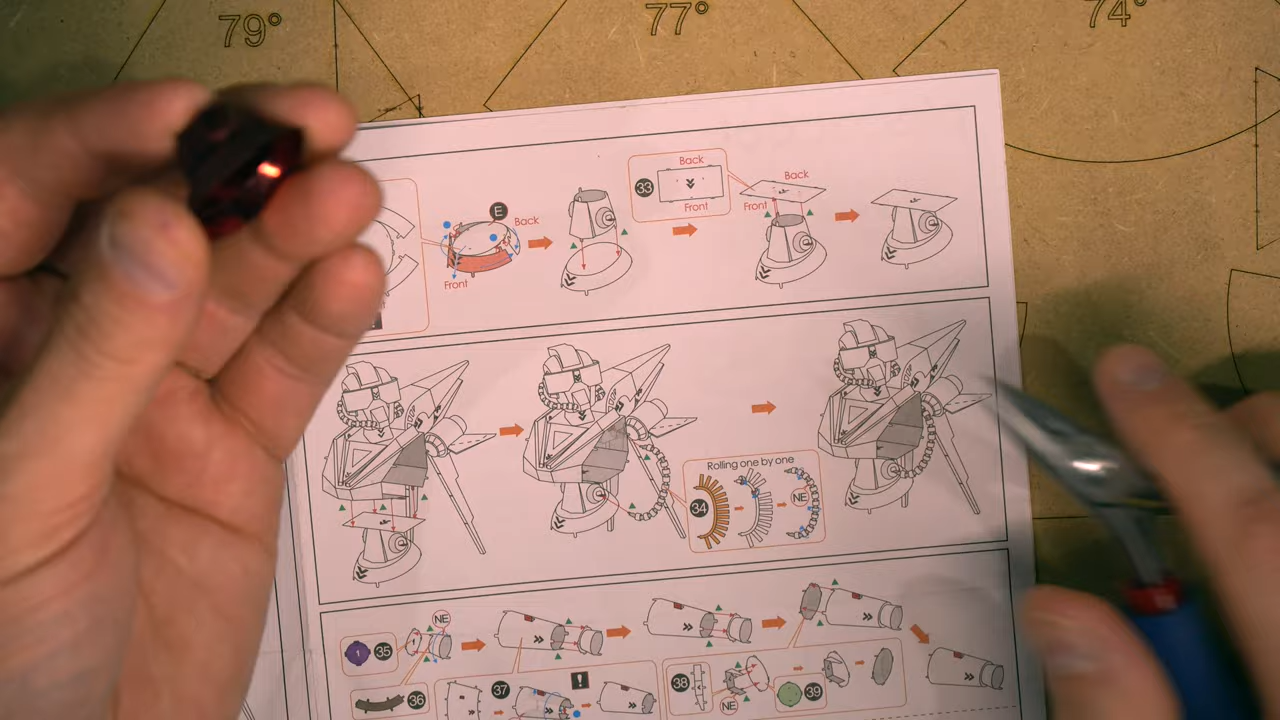 79°
77°
74°
E
Back
Front
33
Back
Front
Back
Front
Rolling one by one
34
NE
NE
1
35
36
37
!
38
NE
39